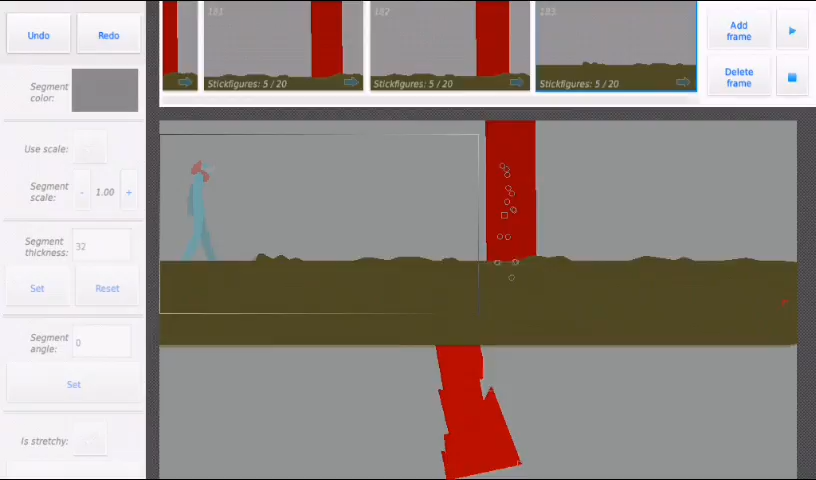 Undo
Redo
181
182
183
Stickfigures: 5 / 20
Stickfigures: 5 / 20
Stickfigures: 5 / 20
Add
frame
Delete
frame
Segment
color:
Use scale:
Segment
scale:
-
1.00
+
Segment
thickness:
32
Set
Reset
Segment
angle:
0
Set
Is stretchy: